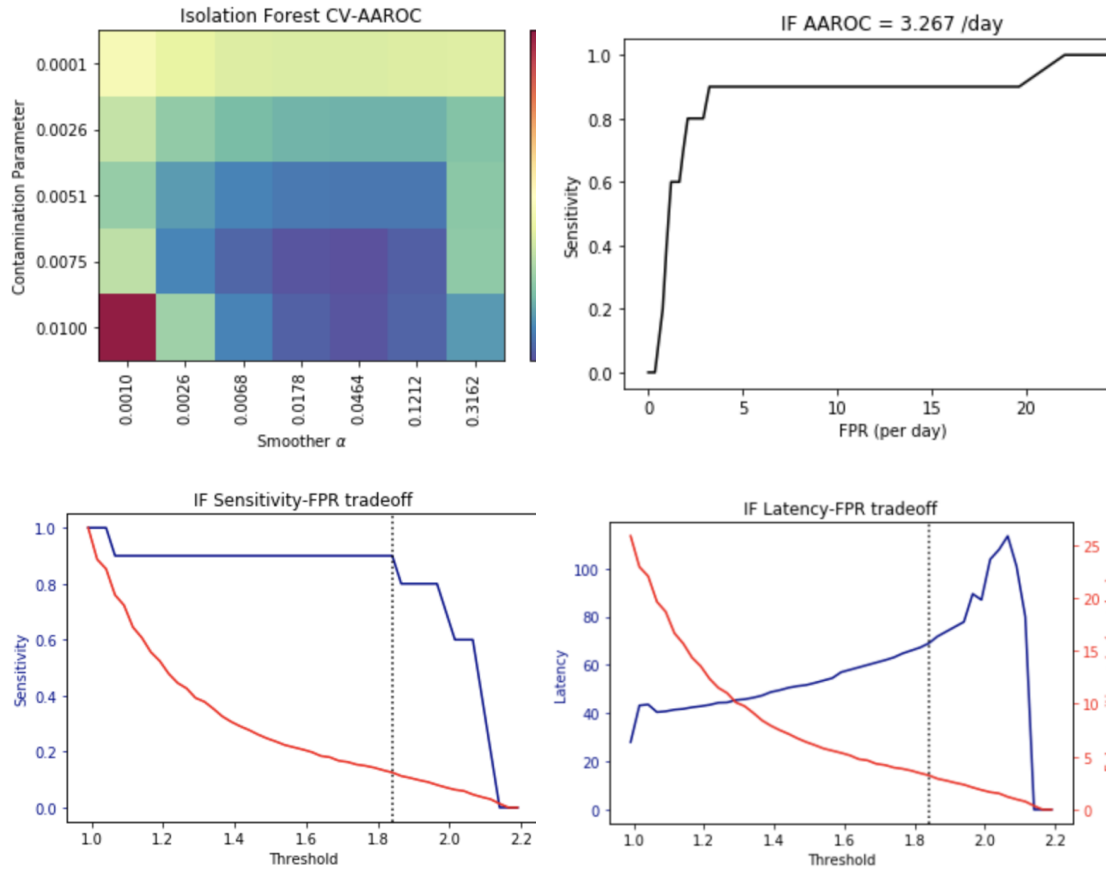 Isolation Forest CV-AAROC
Contamination Parameter
0.0001
0.0026
0.0051
0.0075
0.0100
0.0010
0.0026
0.0068
0.0178
0.0464
0.1212
0.3162
Smoother α
IF AAROC = 3.267 /day
Sensitivity
1.0
0.8
0.6
0.4
0.2
0.0
0 5 10 15 20
FPR (per day)
IF Sensitivity-FPR tradeoff
Sensitivity
1.0
0.8
0.6
0.4
0.2
0.0
1.0 1.2 1.4 1.6 1.8 2.0 2.2
Threshold
IF Latency-FPR tradeoff
Latency
100
80
60
40
20
0
25
20
15
10
5
0
1.0 1.2 1.4 1.6 1.8 2.0 2.2
Threshold